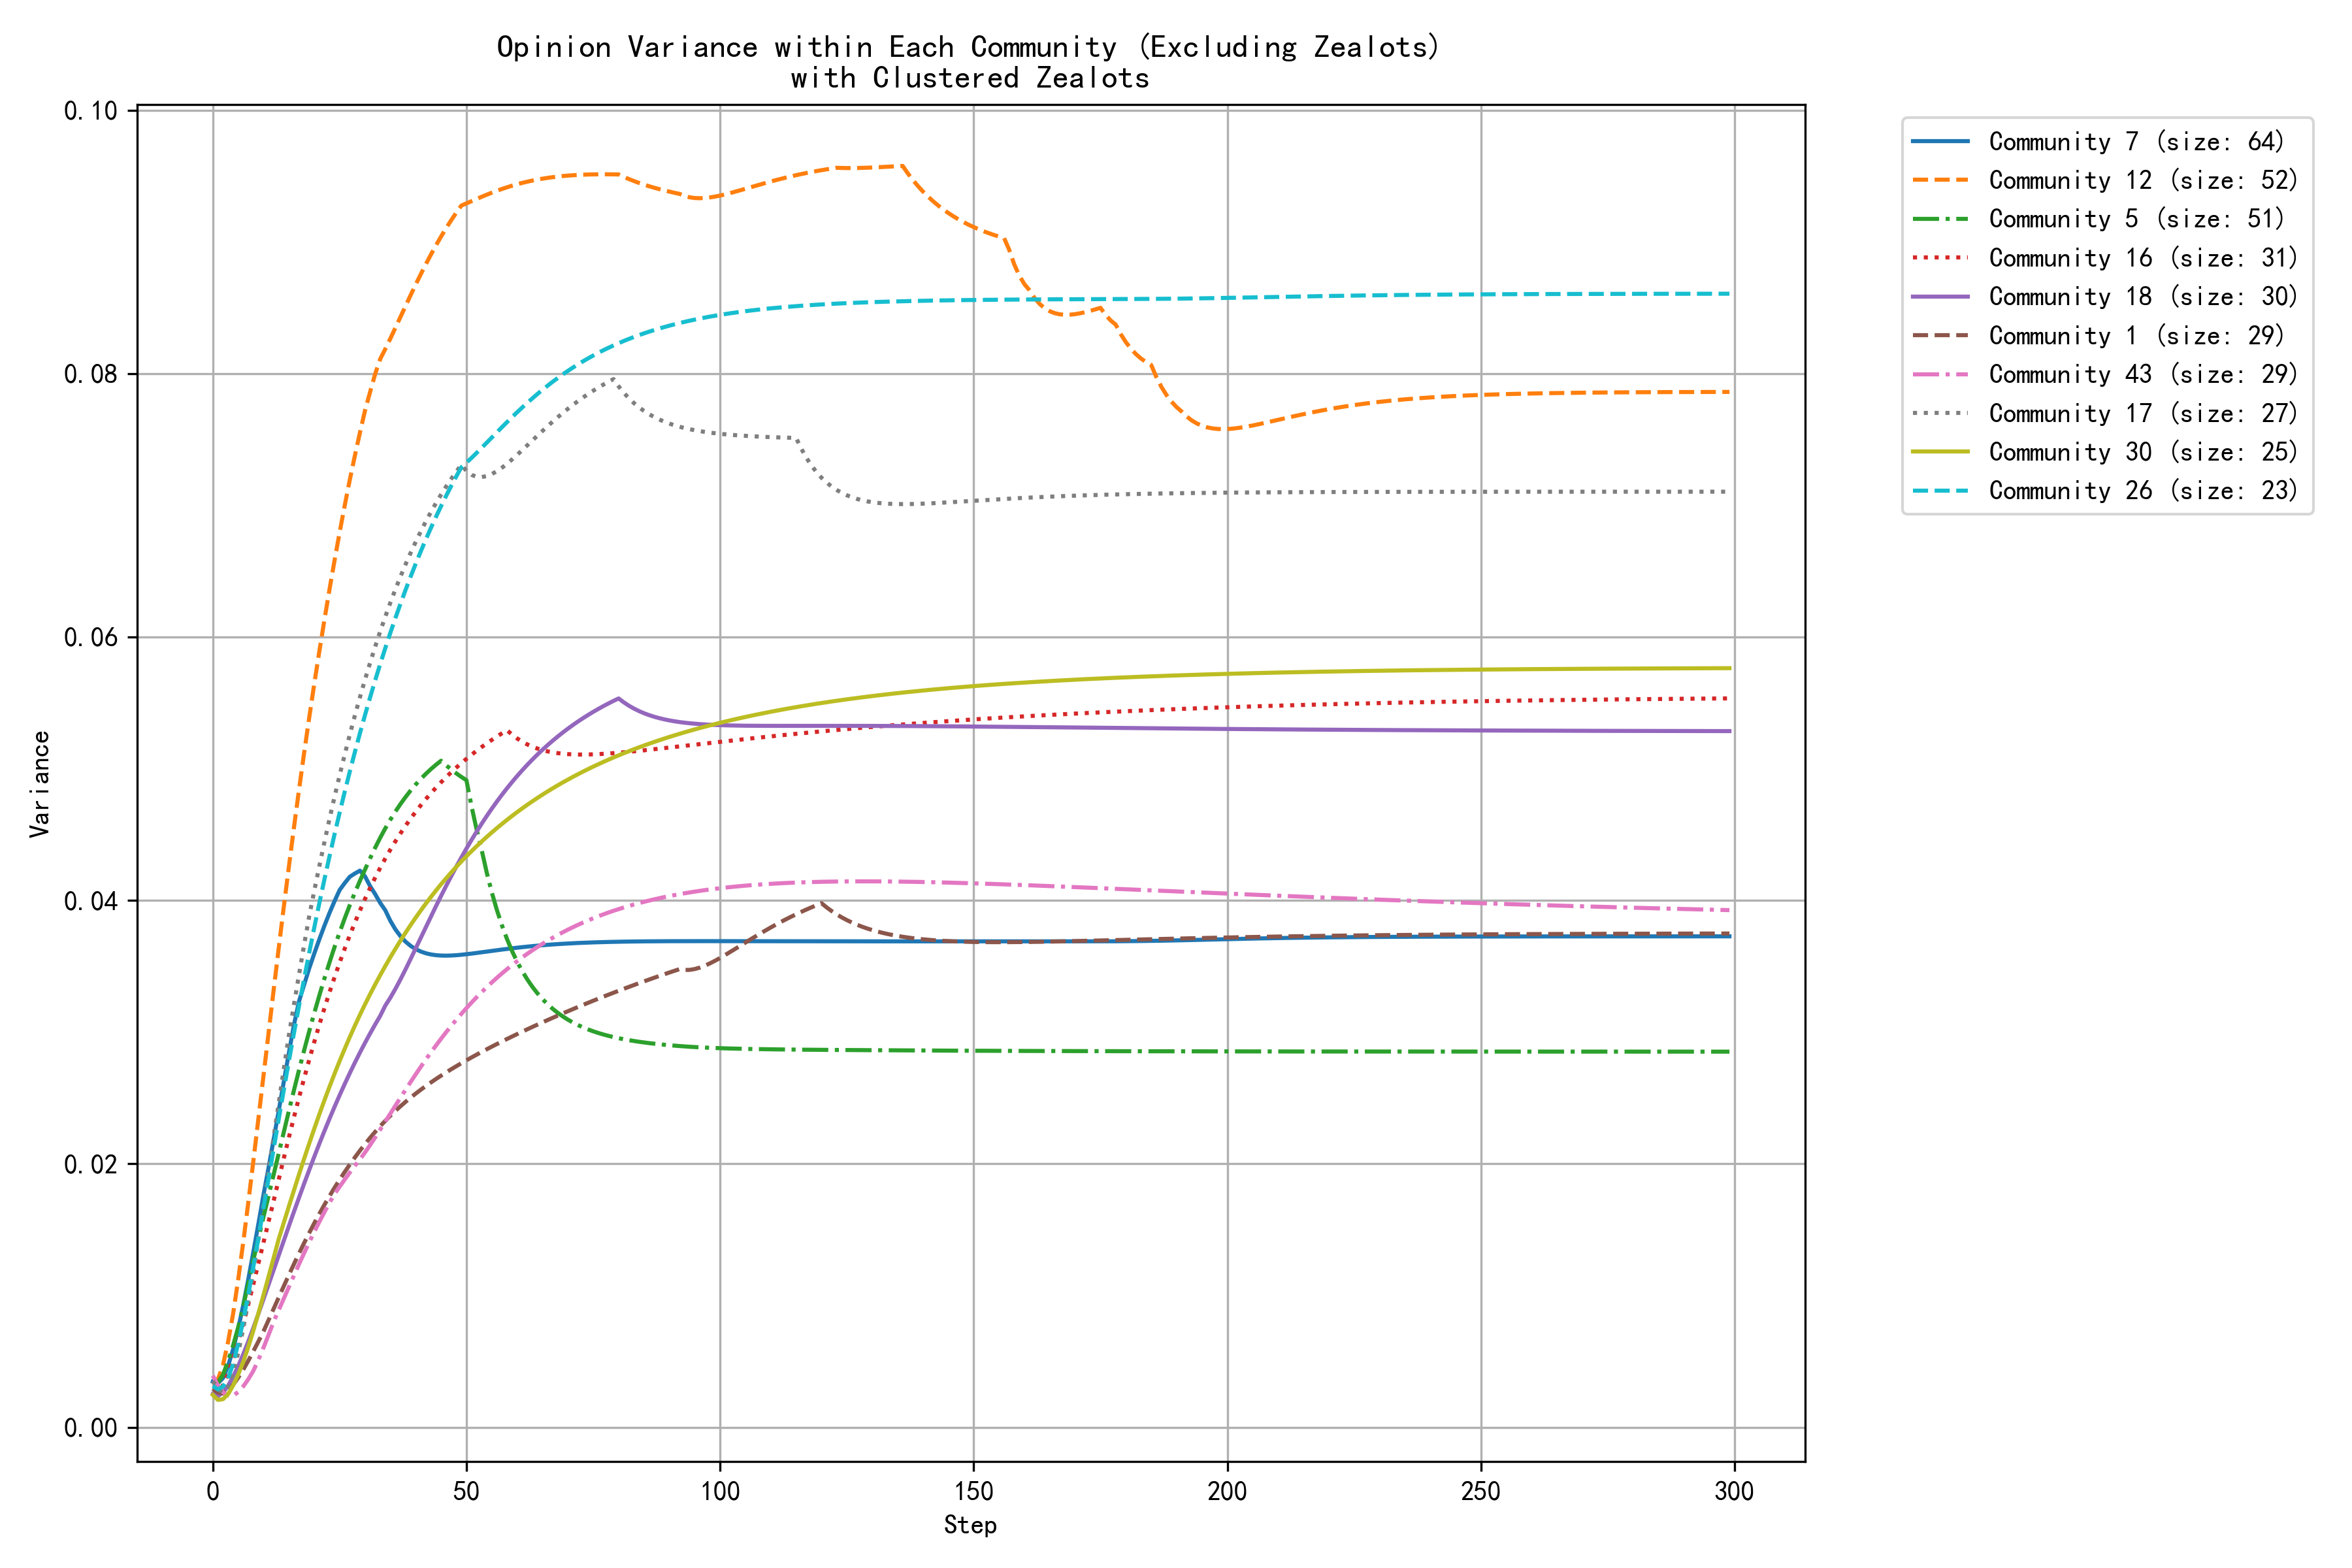 Opinion Variance within Each Community (Excluding Zealots)
with Clustered Zealots
0.10
0.08
0.06
0.04
0.02
0.00
Variance
0
50
100
150
200
250
300
Step
Community 7 (size: 64)
Community 12 (size: 52)
Community 5 (size: 51)
Community 16 (size: 31)
Community 18 (size: 30)
Community 1 (size: 29)
Community 43 (size: 29)
Community 17 (size: 27)
Community 30 (size: 25)
Community 26 (size: 23)